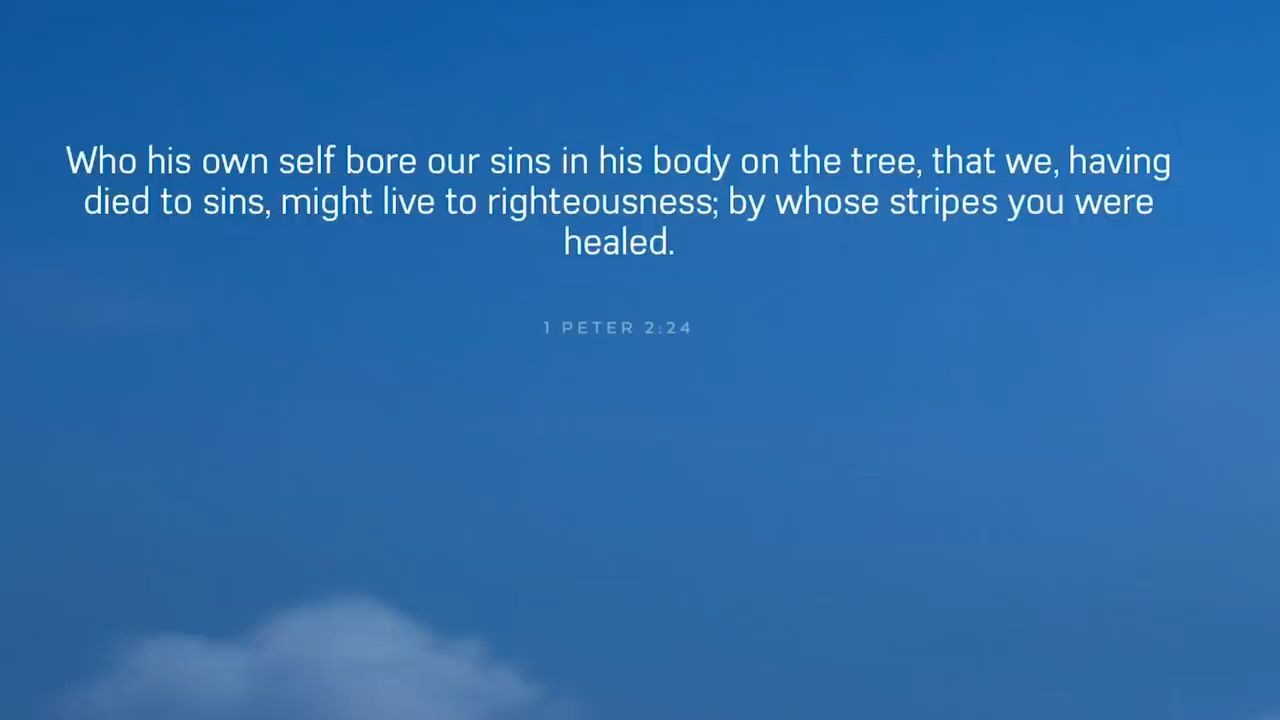 Who his own self bore our sins in his body on the tree, that we, having
died to sins, might live to righteousness; by whose stripes you were
healed.
1 PETER 2:24